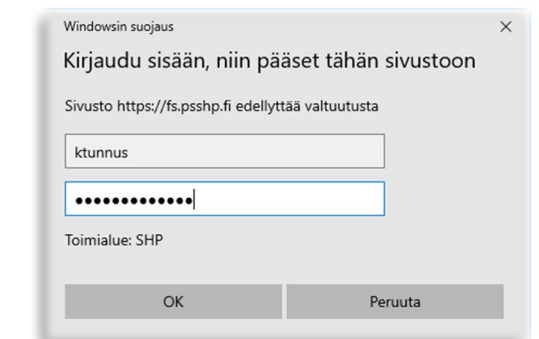 Windowsin suojaus
Kirjaudu sisään, niin pääset tähän sivustoon
Sivusto https://fs.psshp.fi edellyttää valtuutusta
ktunnus
•••••••••••••
Toimialue: SHP
OK
Peruuta